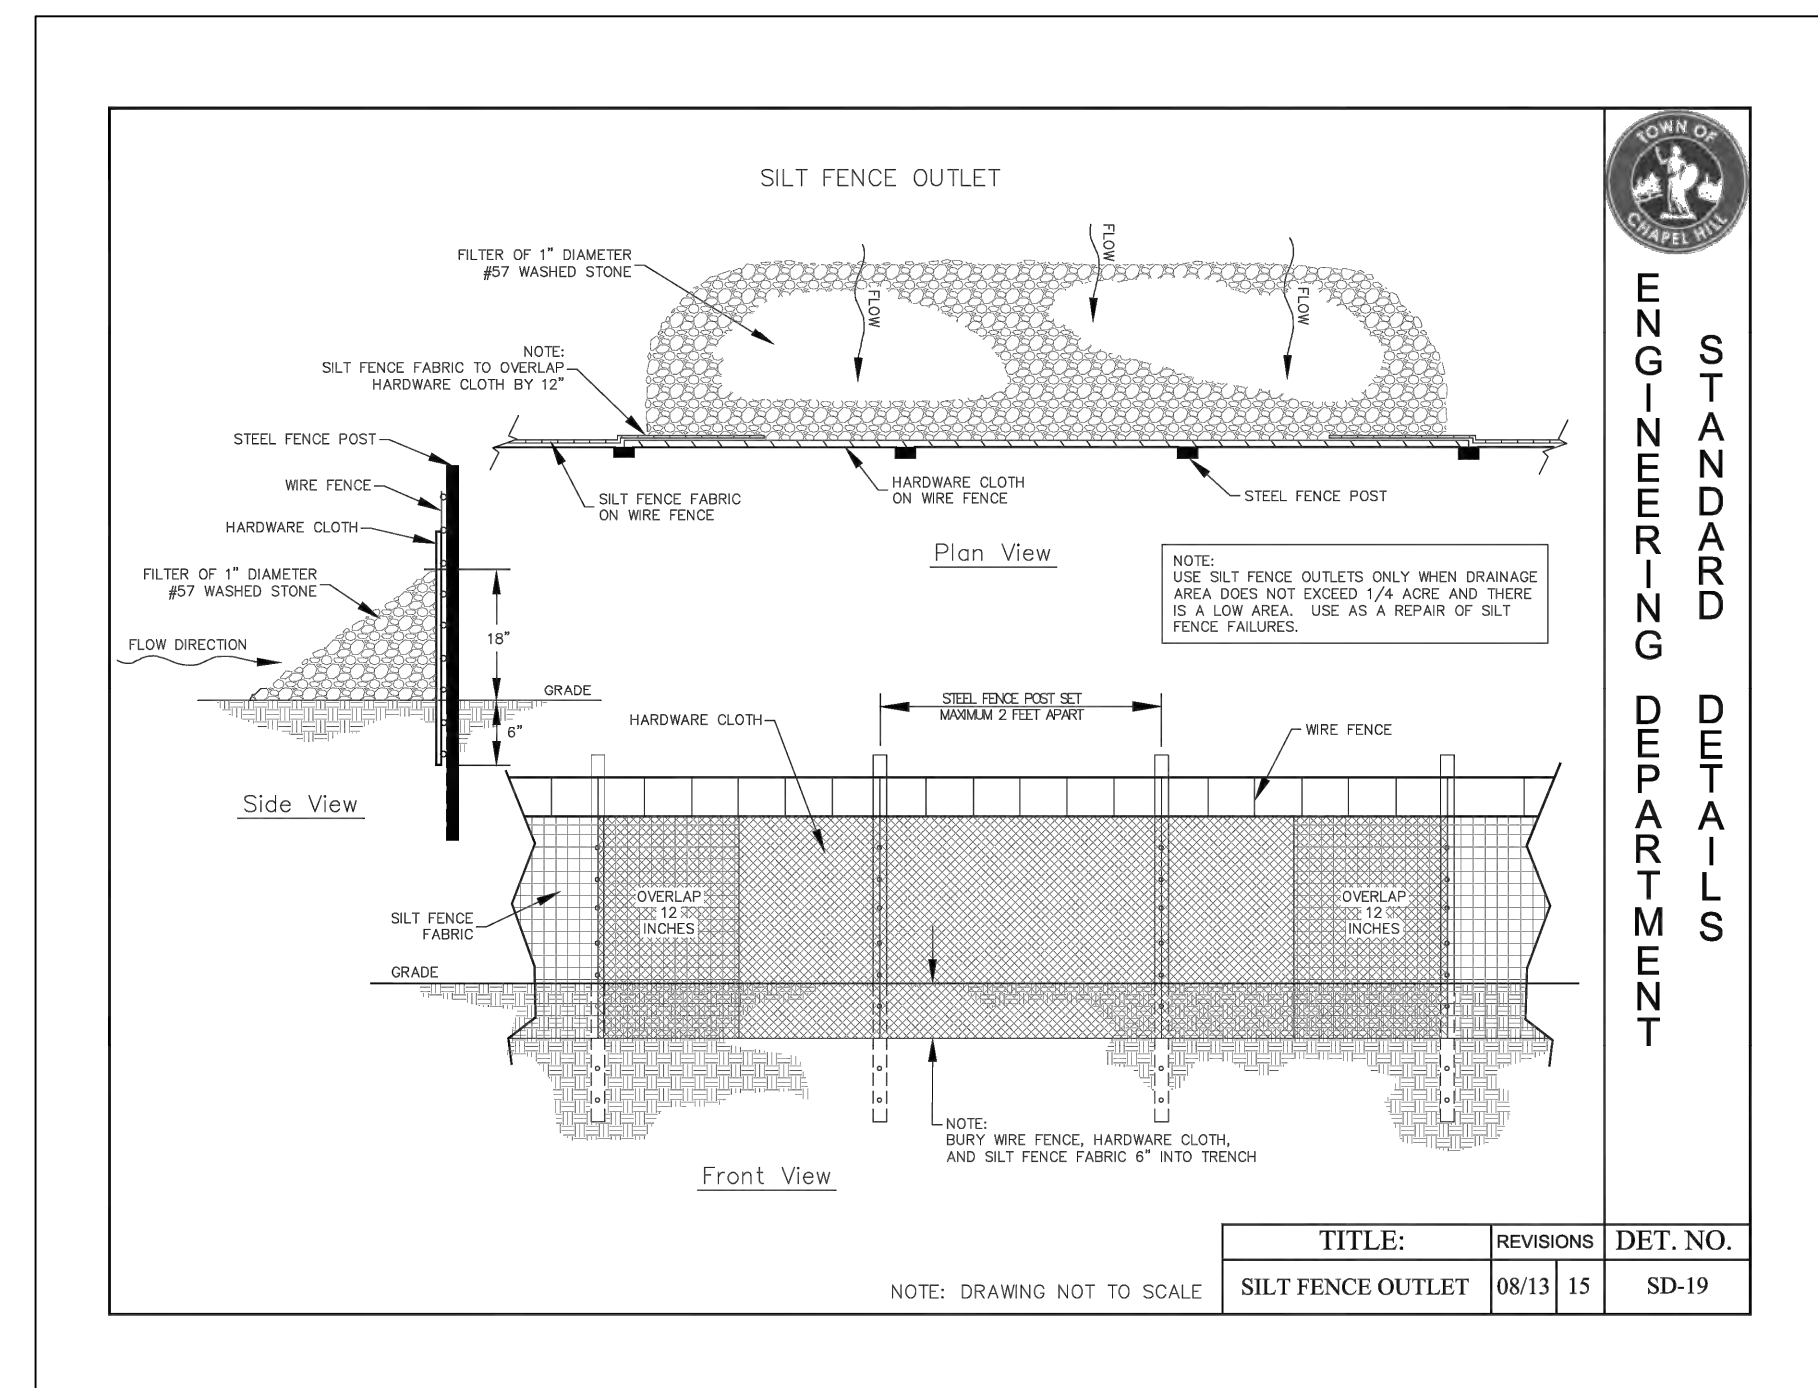 SILT FENCE OUTLET
FILTER OF 1" DIAMETER
#57 WASHED STONE
FLOW
FLOW
FLOW
NOTE:
SILT FENCE FABRIC TO OVERLAP
HARDWARE CLOTH BY 12"
STEEL FENCE POST
WIRE FENCE
HARDWARE CLOTH
FILTER OF 1" DIAMETER
#57 WASHED STONE
FLOW DIRECTION
18"
GRADE
6"
Side View
SILT FENCE FABRIC
ON WIRE FENCE
HARDWARE CLOTH
ON WIRE FENCE
STEEL FENCE POST
Plan View
NOTE:
USE SILT FENCE OUTLETS ONLY WHEN DRAINAGE
AREA DOES NOT EXCEED 1/4 ACRE AND THERE
IS A LOW AREA. USE AS A REPAIR OF SILT
FENCE FAILURES.
STEEL FENCE POST SET
MAXIMUM 2 FEET APART
HARDWARE CLOTH
WIRE FENCE
OVERLAP
12
INCHES
OVERLAP
12
INCHES
SILT FENCE
FABRIC
GRADE
NOTE:
BURY WIRE FENCE, HARDWARE CLOTH,
AND SILT FENCE FABRIC 6" INTO TRENCH
Front View
NOTE: DRAWING NOT TO SCALE
TITLE:
SILT FENCE OUTLET
REVISIONS
08/13 15
DET. NO.
SD-19
TOWN OF
CHAPEL HILL
ENGINEERING DEPARTMENT
STANDARD DETAILS